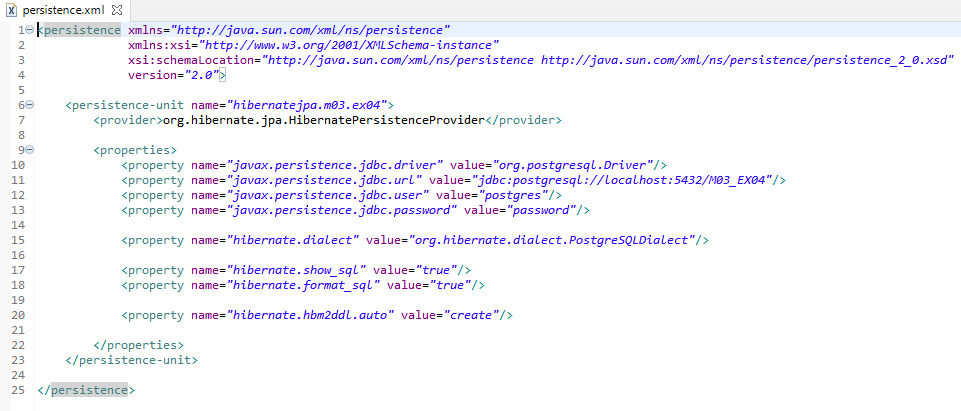 persistence.xml
1 <persistence xmlns="http://java.sun.com/xml/ns/persistence"
2 xmlns:xsi="http://www.w3.org/2001/XMLSchema-instance"
3 xsi:schemaLocation="http://java.sun.com/xml/ns/persistence http://java.sun.com/xml/ns/persistence/persistence_2_0.xsd"
4 version="2.0">
5
6 <persistence-unit name="hibernatejpa.m03.ex04">
7 <provider>org.hibernate.jpa.HibernatePersistenceProvider</provider>
8
9 <properties>
10 <property name="javax.persistence.jdbc.driver" value="org.postgresql.Driver"/>
11 <property name="javax.persistence.jdbc.url" value="jdbc:postgresql://localhost:5432/M03_EX04"/>
12 <property name="javax.persistence.jdbc.user" value="postgres"/>
13 <property name="javax.persistence.jdbc.password" value="password"/>
14
15 <property name="hibernate.dialect" value="org.hibernate.dialect.PostgreSQLDialect"/>
16
17 <property name="hibernate.show_sql" value="true"/>
18 <property name="hibernate.format_sql" value="true"/>
19
20 <property name="hibernate.hbm2ddl.auto" value="create"/>
21
22 </properties>
23 </persistence-unit>
24
25 </persistence>